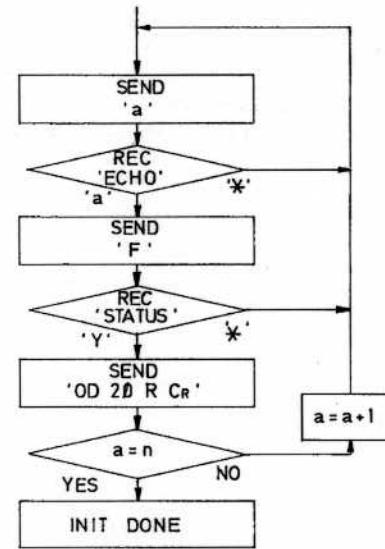 SEND
'a'
REC
'ECHO'
'a'
'*'
SEND
'F'
REC
'STATUS'
'Y'
'*'
SEND
'OD 20 R CR'
a=a+1
a=n
NO
YES
INIT DONE